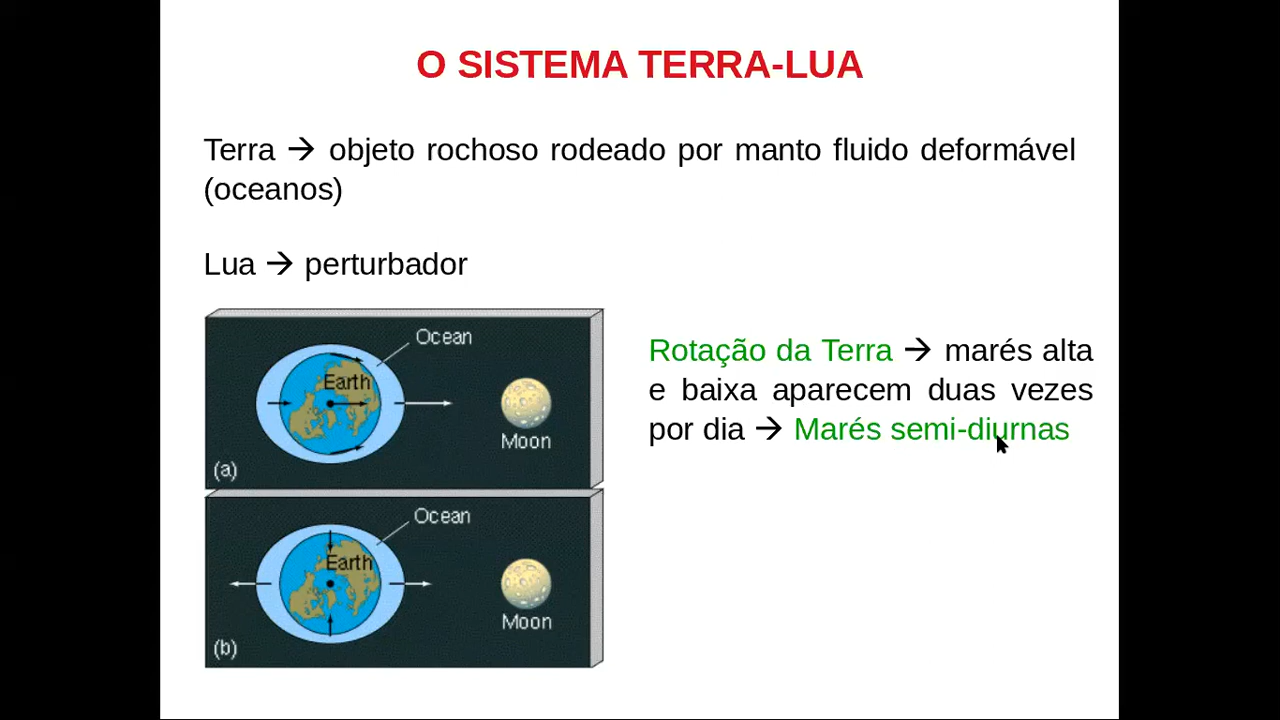 O SISTEMA TERRA-LUA
Terra → objeto rochoso rodeado por manto fluido deformável
(oceanos)
Lua → perturbador
Ocean
Earth
Moon
(a)
Ocean
Earth
Moon
(b)
Rotação da Terra → marés alta
e baixa aparecem duas vezes
por dia → Marés semi-diurnas